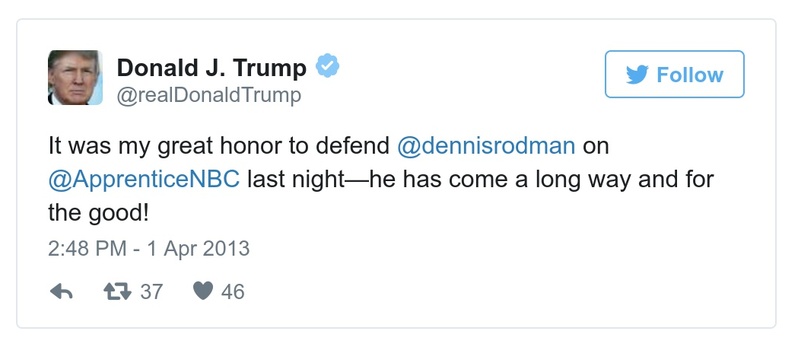 Donald J. Trump
@realDonaldTrump
Follow
It was my great honor to defend @dennisrodman on
@ApprenticeNBC last night—he has come a long way and for
the good!
2:48 PM - 1 Apr 2013
37 46